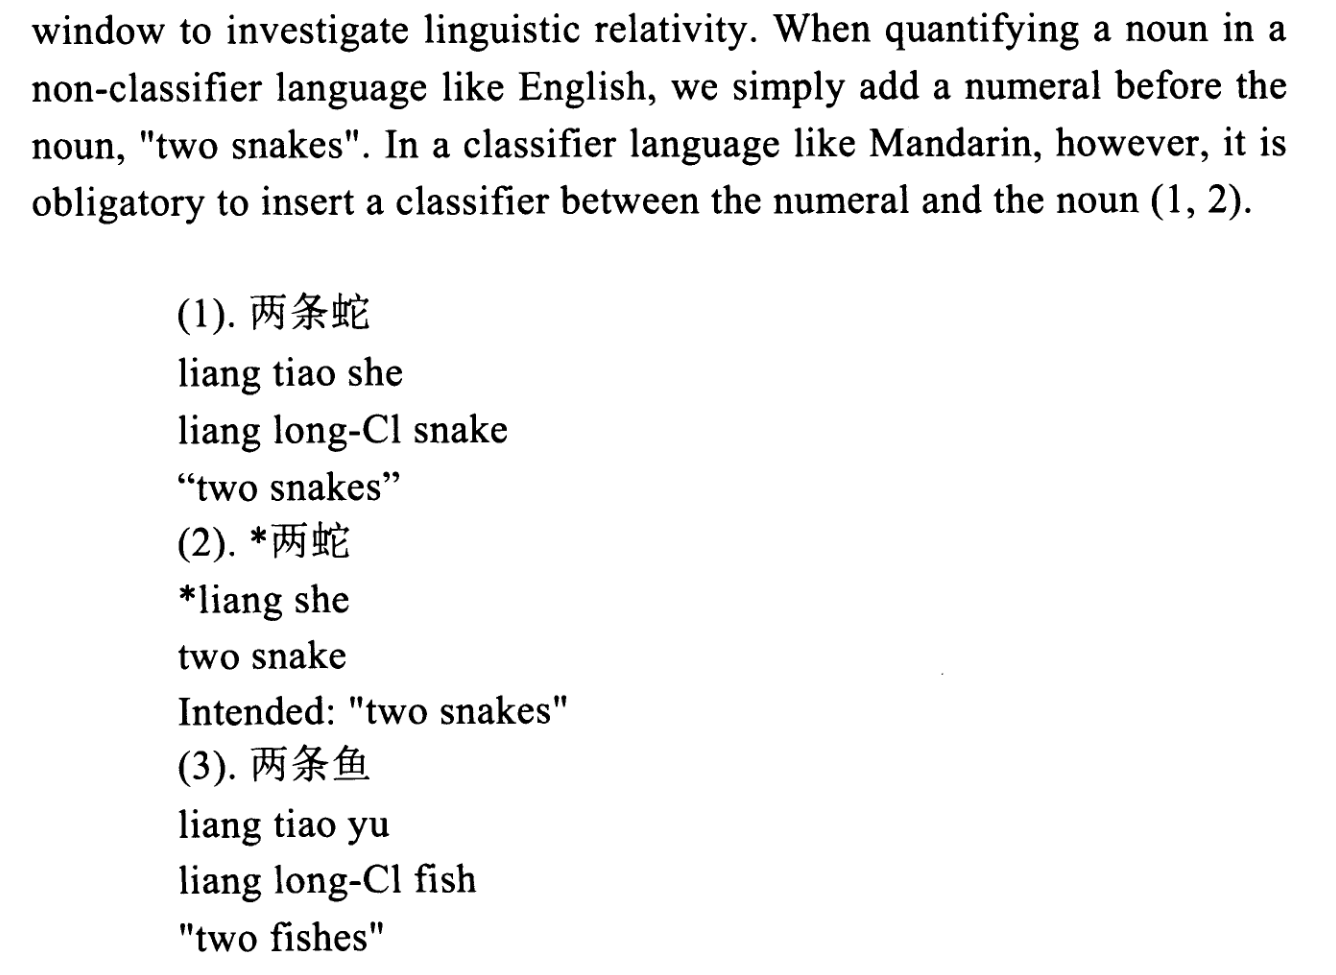 window to investigate linguistic relativity. When quantifying a noun in a
non-classifier language like English, we simply add a numeral before the
noun, "two snakes". In a classifier language like Mandarin, however, it is
obligatory to insert a classifier between the numeral and the noun (1, 2).
(1). 两条蛇
liang tiao she
liang long-Cl snake
“two snakes”
(2). *两蛇
*liang she
two snake
Intended: "two snakes"
(3). 两条鱼
liang tiao yu
liang long-Cl fish
"two fishes"